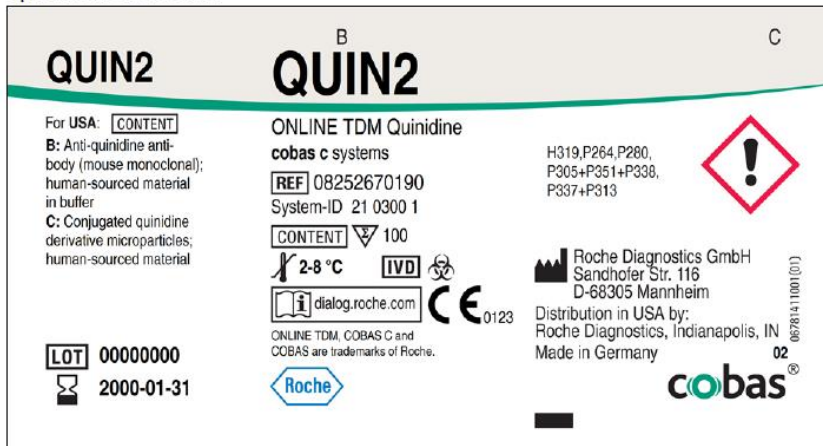 B
C
QUIN2
QUIN2
For USA: CONTENT
B: Anti-quinidine anti-
body (mouse monoclonal);
human-sourced material
in buffer
C: Conjugated quinidine
derivative microparticles;
human-sourced material
LOT 00000000
2000-01-31
ONLINE TDM Quinidine
cobas c systems
REF 08252670190
System-ID 21 0300 1
CONTENT Σ 100
2-8 °C IVD
i dialog.roche.com CE 0123
ONLINE TDM, COBAS C and
COBAS are trademarks of Roche.
Roche
H319,P264,P280,
P305+P351+P338,
P337+P313
Roche Diagnostics GmbH
Sandhofer Str. 116
D-68305 Mannheim
Distribution in USA by:
Roche Diagnostics, Indianapolis, IN
Made in Germany 02
06781411001(01)
cobas®